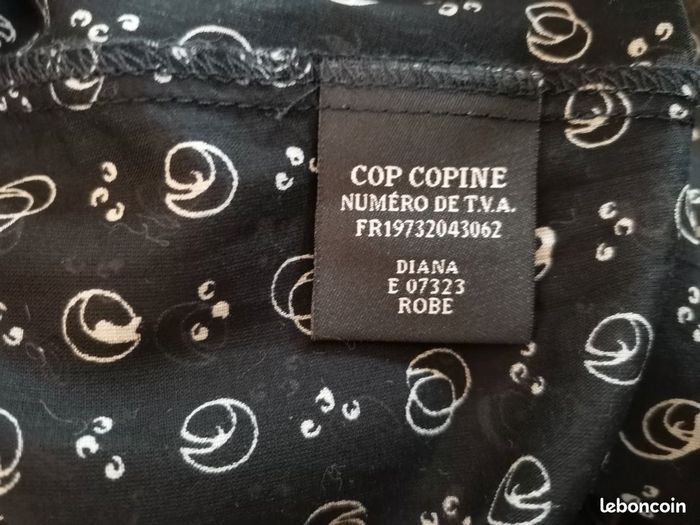 COP COPINE
NUMÉRO DE T.V.A.
FR19732043062
DIANA
E 07323
ROBE
leboncoin